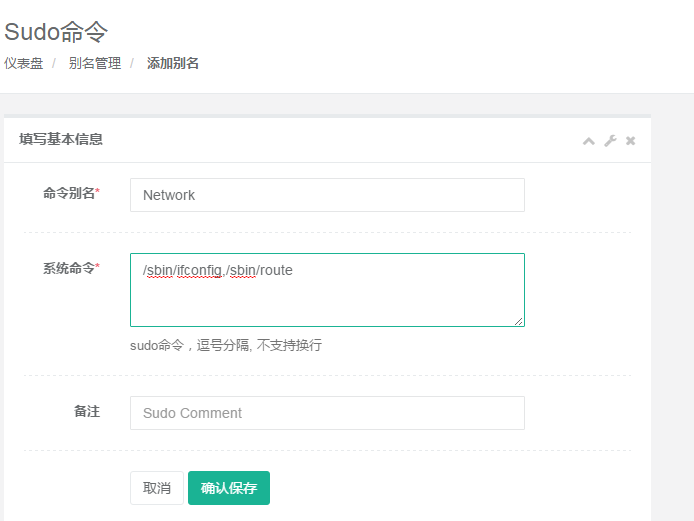 Sudo命令
仪表盘 / 别名管理 / 添加别名
填写基本信息
命令别名* Network
系统命令* /sbin/ifconfig,/sbin/route
sudo命令，逗号分隔, 不支持换行
备注 Sudo Comment
取消 确认保存